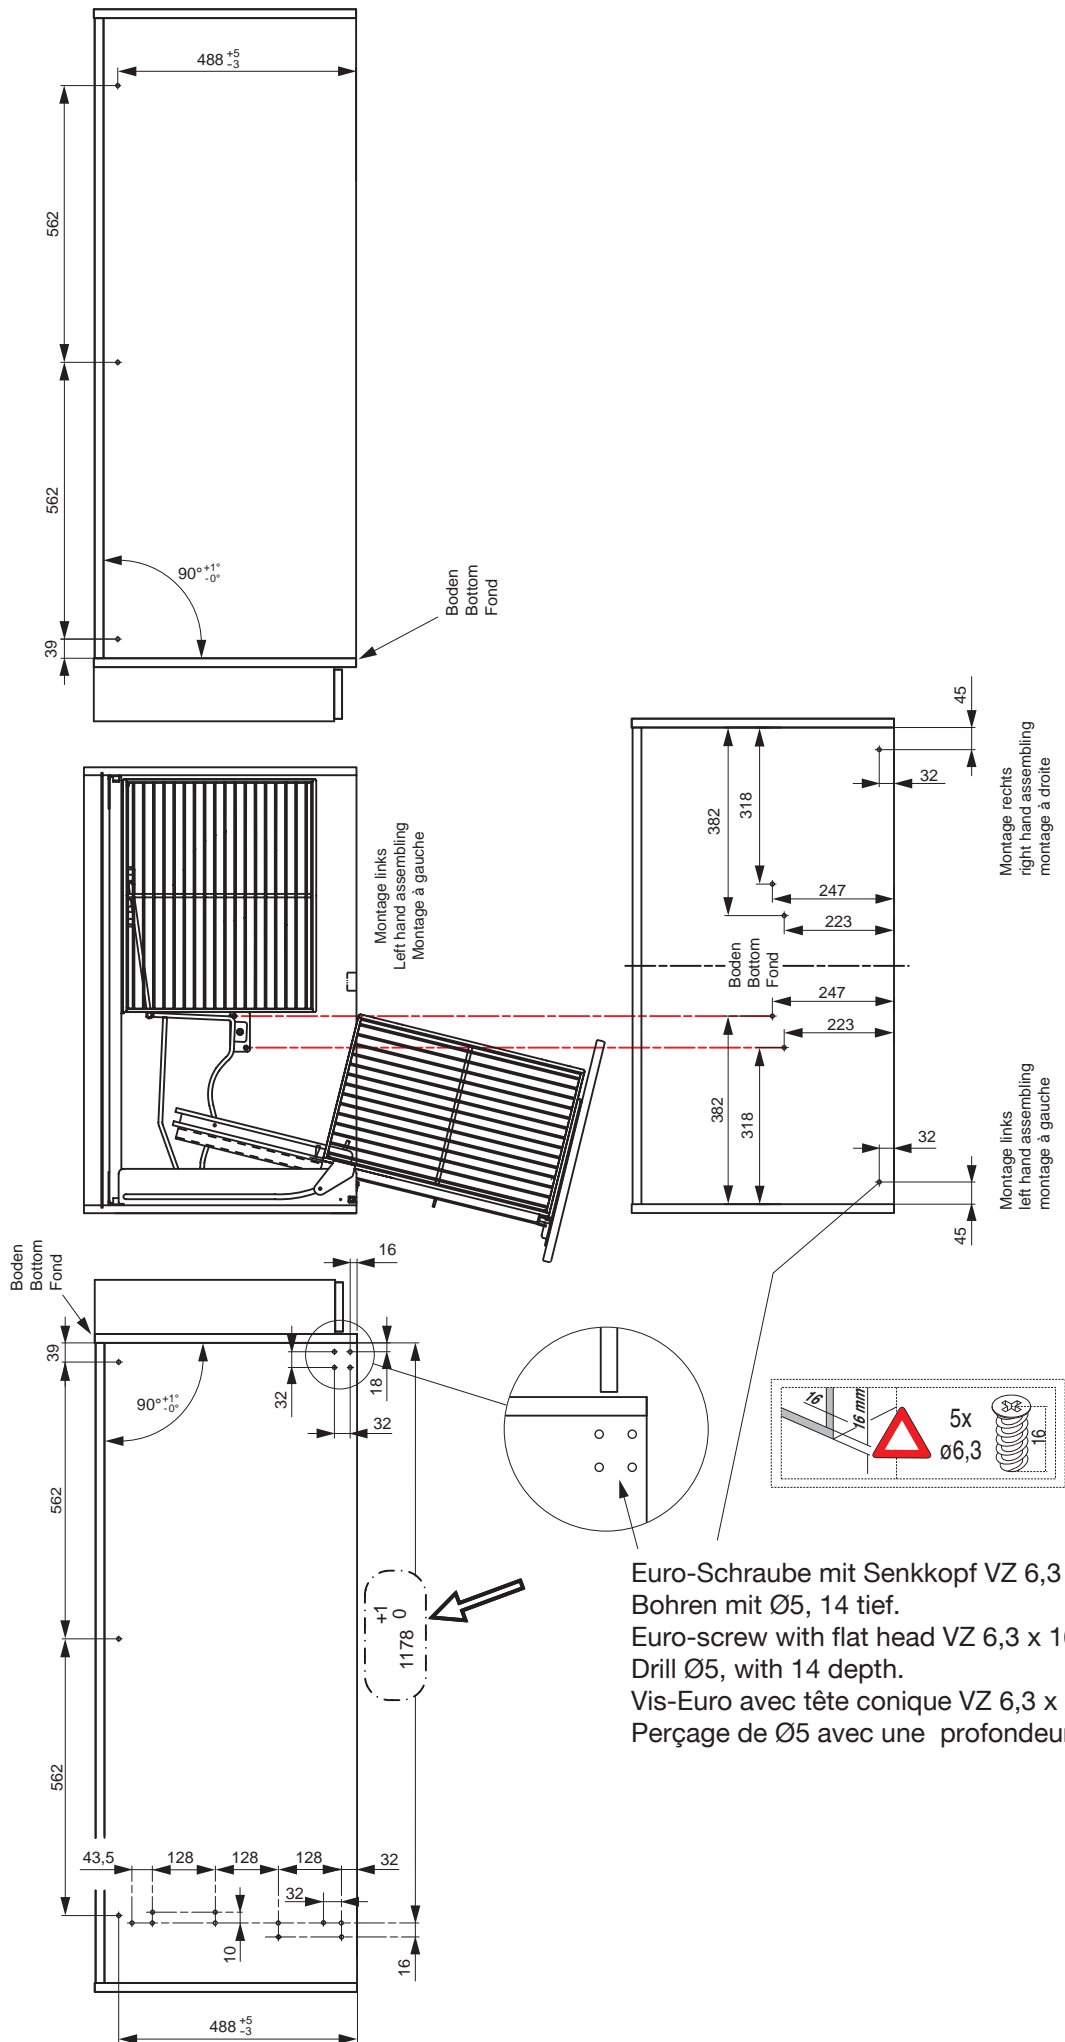 488 +5 -3
562
562
39
90° +1° -0°
Boden
Bottom
Fond
Montage links
Left hand assembling
Montage à gauche
382
318
247
223
Boden
Bottom
Fond
247
223
382
318
45
32
Montage rechts
right hand assembling
montage à droite
32
45
Montage links
left hand assembling
montage à gauche
Boden
Bottom
Fond
16
39
90° +1° -0°
32
18
32
562
16
16 mm
5x
ø6,3
16
Euro-Schraube mit Senkkopf VZ 6,3
Bohren mit Ø5, 14 tief.
Euro-screw with flat head VZ 6,3 x
Drill Ø5, with 14 depth.
Vis-Euro avec tête conique VZ 6,3 x
Perçage de Ø5 avec une profondeur
1178 +1 0
562
43,5
128
128
128
32
32
10
16
488 +5 -3